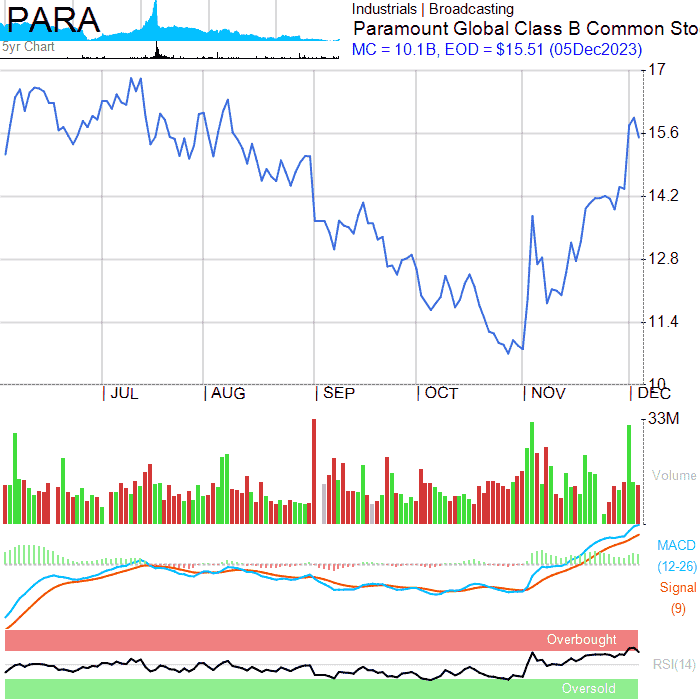 PARA
5yr Chart
Industrials | Broadcasting
Paramount Global Class B Common Sto
MC = 10.1B, EOD = $15.51 (05Dec2023)
17
15.6
14.2
12.8
11.4
10
| JUL | AUG | SEP | OCT | NOV | DEC
33M
Volume
MACD
(12-26)
Signal
(9)
Overbought
RSI(14)
Oversold